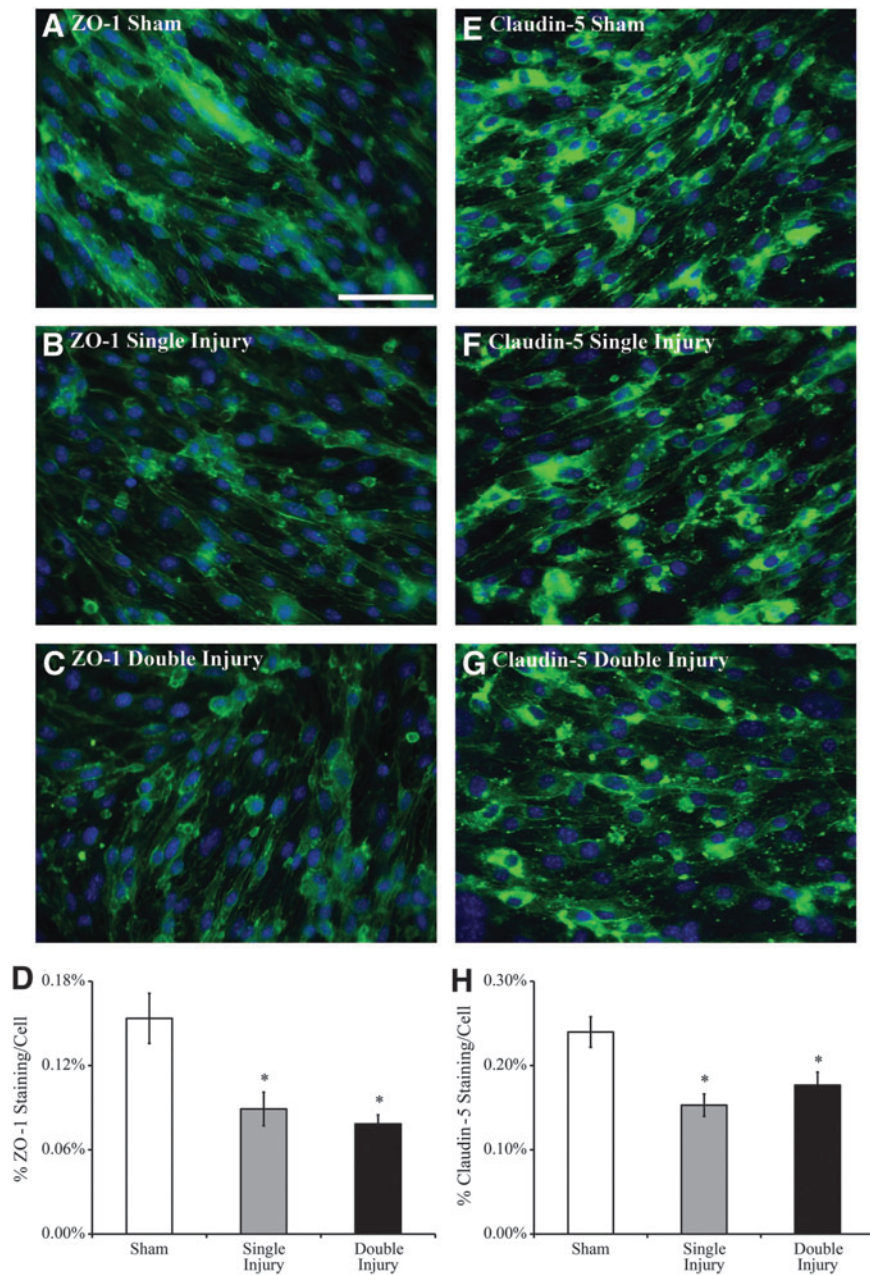 A ZO-1 Sham
E Claudin-5 Sham
B ZO-1 Single Injury
F Claudin-5 Single Injury
C ZO-1 Double Injury
G Claudin-5 Double Injury
D
% ZO-1 Staining/Cell
0.18%
0.12%
0.06%
0.00%
*
*
Sham
Single
Injury
Double
Injury
H
% Claudin-5 Staining/Cell
0.30%
0.20%
0.10%
0.00%
*
*
Sham
Single
Injury
Double
Injury